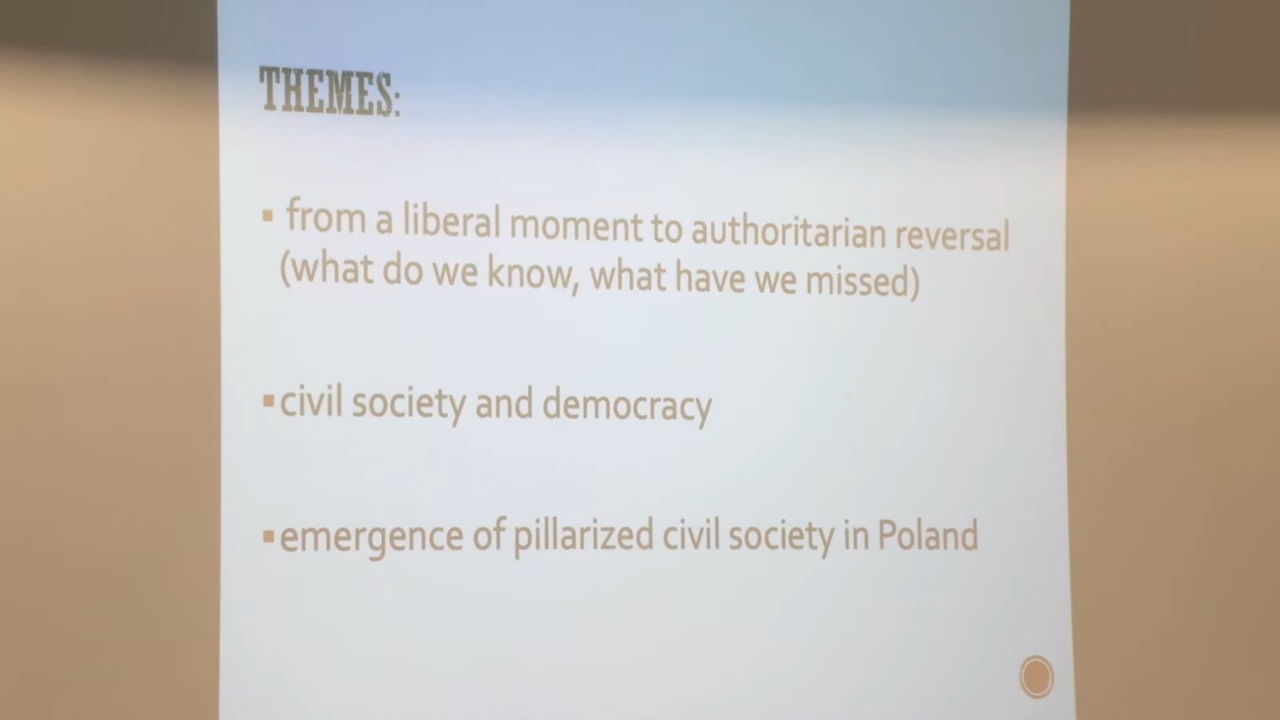 THEMES:
▪ from a liberal moment to authoritarian reversal
(what do we know, what have we missed)
▪ civil society and democracy
▪ emergence of pillarized civil society in Poland